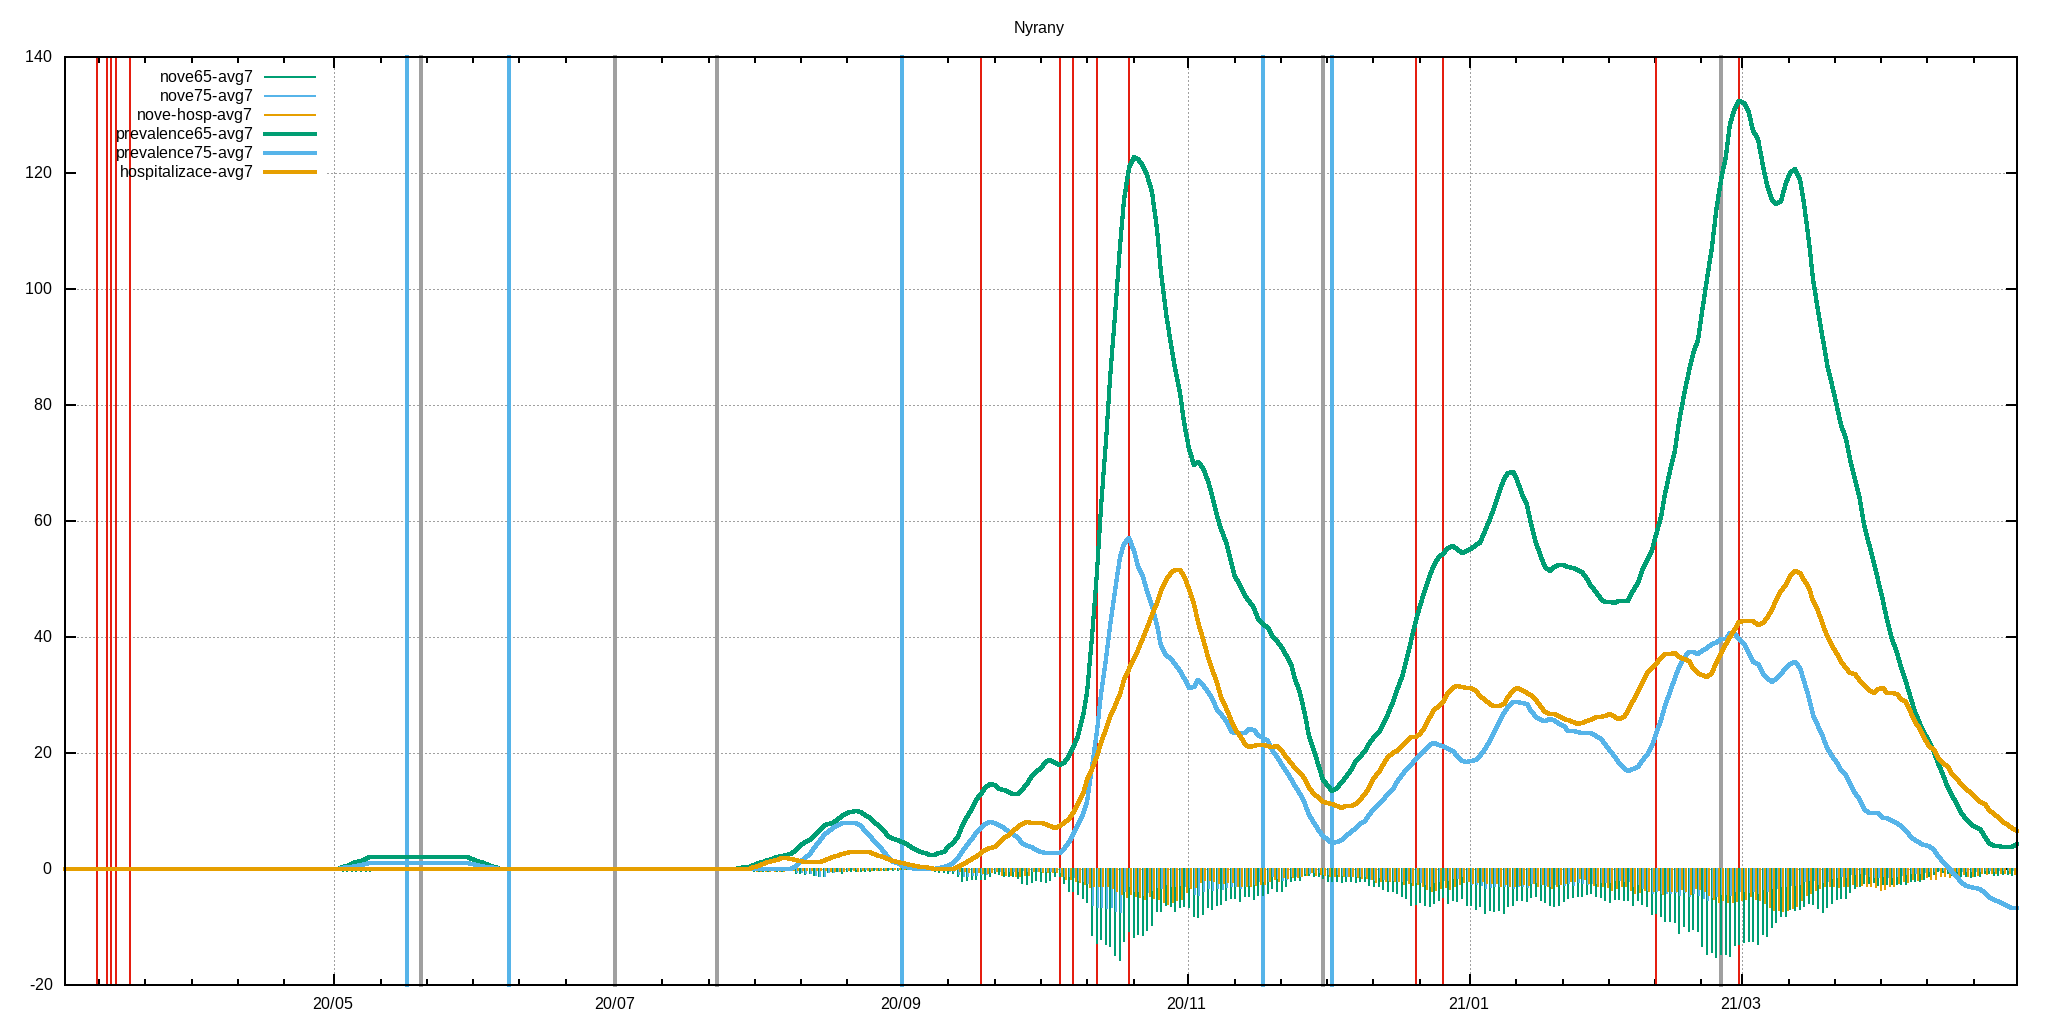 Nyrany
140
120
100
80
60
40
20
0
-20
nove65-avg7
nove75-avg7
nove-hosp-avg7
prevalence65-avg7
prevalence75-avg7
hospitalizace-avg7
20/05 20/07 20/09 20/11 21/01 21/03